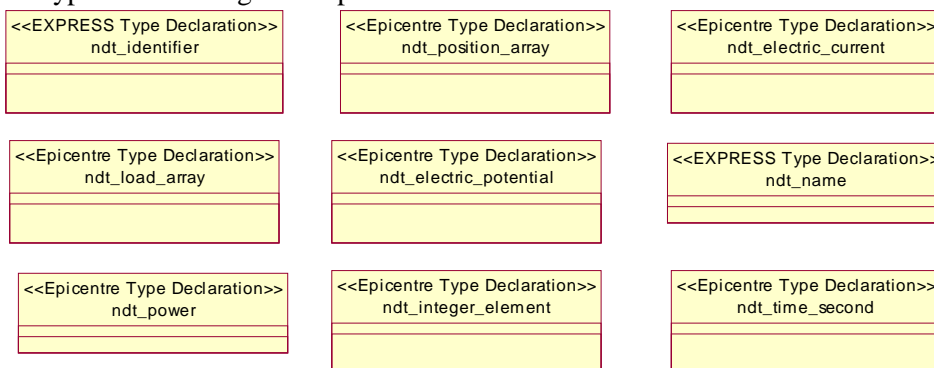 <<EXPRESS Type Declaration>>
ndt_identifier
<<Epicentre Type Declaration>>
ndt_position_array
<<Epicentre Type Declaration>>
ndt_electric_current
<<Epicentre Type Declaration>>
ndt_load_array
<<Epicentre Type Declaration>>
ndt_electric_potential
<<EXPRESS Type Declaration>>
ndt_name
<<Epicentre Type Declaration>>
ndt_power
<<Epicentre Type Declaration>>
ndt_integer_element
<<Epicentre Type Declaration>>
ndt_time_second